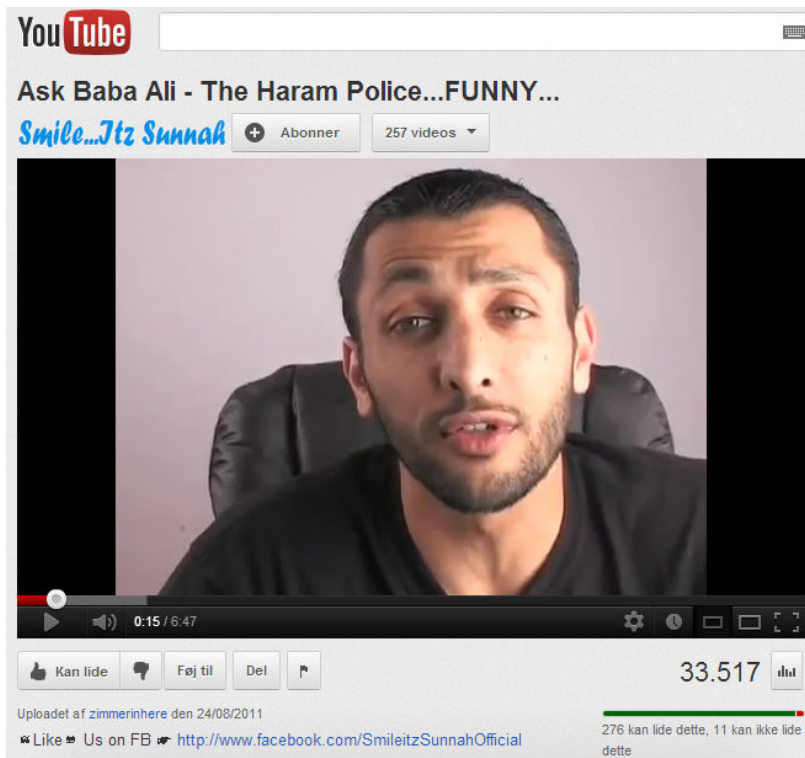 YouTube
Ask Baba Ali - The Haram Police...FUNNY...
Smile...Itz Sunnah Abonner 257 videos
0:15 / 6:47
Kan lide Føj til Del 33.517
Uploadet af zimmerinhere den 24/08/2011
Like Us on FB http://www.facebook.com/SmileitzSunnahOfficial
276 kan lide dette, 11 kan ikke lide
dette